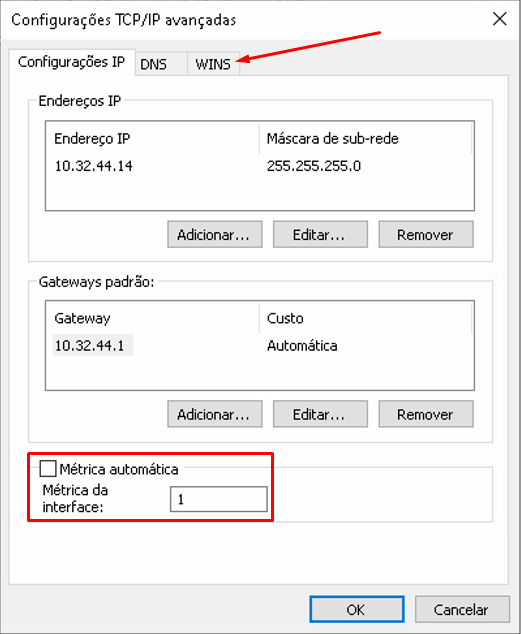 Configurações TCP/IP avançadas
Configurações IP DNS WINS
Endereços IP
Endereço IP Máscara de sub-rede
10.32.44.14 255.255.255.0
Adicionar... Editar... Remover
Gateways padrão:
Gateway Custo
10.32.44.1 Automática
Adicionar... Editar... Remover
Métrica automática
Métrica da
interface: 1
OK Cancelar